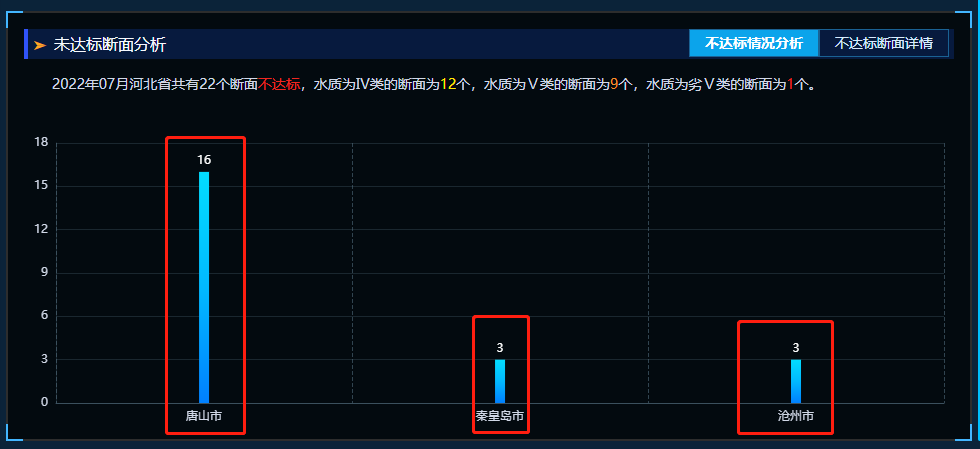 未达标断面分析 不达标情况分析 不达标断面详情
2022年07月河北省共有22个断面不达标，水质为Ⅳ类的断面为12个，水质为Ⅴ类的断面为9个，水质为劣Ⅴ类的断面为1个。
18
16
15
12
9
6
3 3 3
0
唐山市 秦皇岛市 沧州市